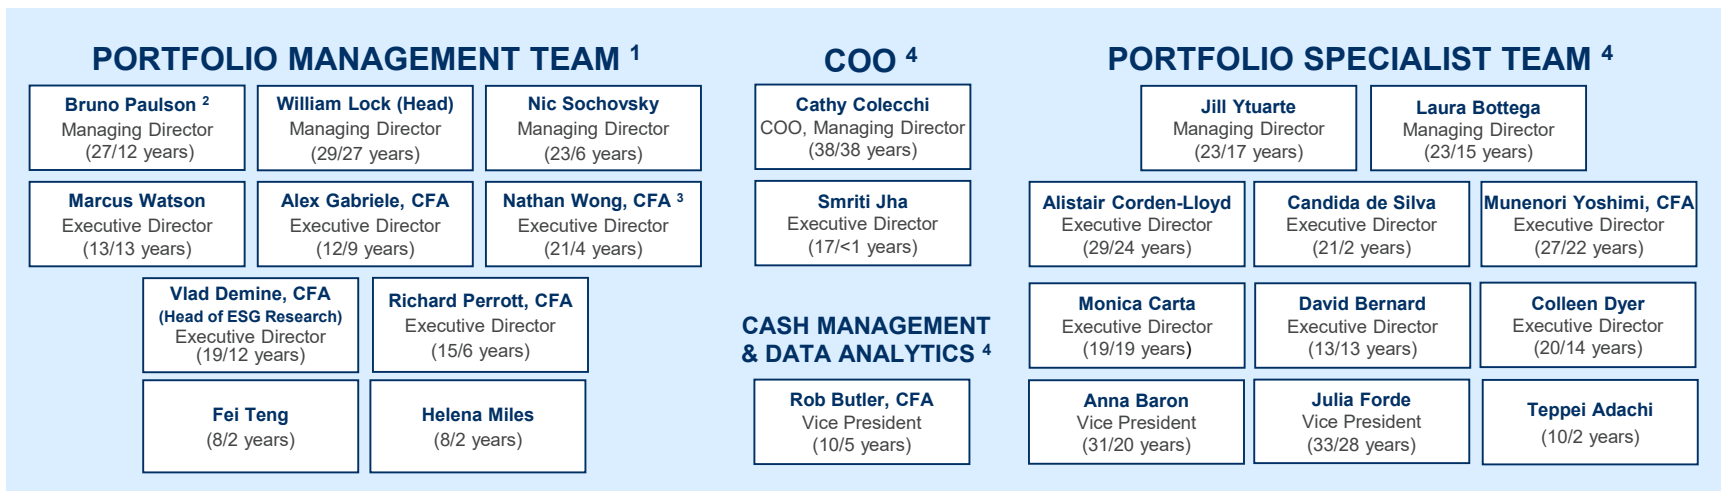 PORTFOLIO MANAGEMENT TEAM 1
Bruno Paulson 2
Managing Director
(27/12 years)
William Lock (Head)
Managing Director
(29/27 years)
Nic Sochovsky
Managing Director
(23/6 years)
Marcus Watson
Executive Director
(13/13 years)
Alex Gabriele, CFA
Executive Director
(12/9 years)
Nathan Wong, CFA 3
Executive Director
(21/4 years)
Vlad Demine, CFA
(Head of ESG Research)
Executive Director
(19/12 years)
Richard Perrott, CFA
Executive Director
(15/6 years)
Fei Teng
(8/2 years)
Helena Miles
(8/2 years)
COO 4
Cathy Colecchi
COO, Managing Director
(38/38 years)
Smriti Jha
Executive Director
(17/<1 years)
CASH MANAGEMENT
& DATA ANALYTICS 4
Rob Butler, CFA
Vice President
(10/5 years)
PORTFOLIO SPECIALIST TEAM 4
Jill Ytuarte
Managing Director
(23/17 years)
Laura Bottega
Managing Director
(23/15 years)
Alistair Corden-Lloyd
Executive Director
(29/24 years)
Candida de Silva
Executive Director
(21/2 years)
Munenori Yoshimi, CFA
Executive Director
(27/22 years)
Monica Carta
Executive Director
(19/19 years)
David Bernard
Executive Director
(13/13 years)
Colleen Dyer
Executive Director
(20/14 years)
Anna Baron
Vice President
(31/20 years)
Julia Forde
Vice President
(33/28 years)
Teppei Adachi
(10/2 years)